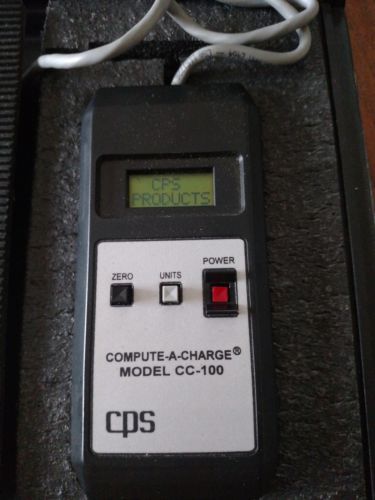 CPS
PRODUCTS
POWER
ZERO UNITS
COMPUTE-A-CHARGE®
MODEL CC-100
cps